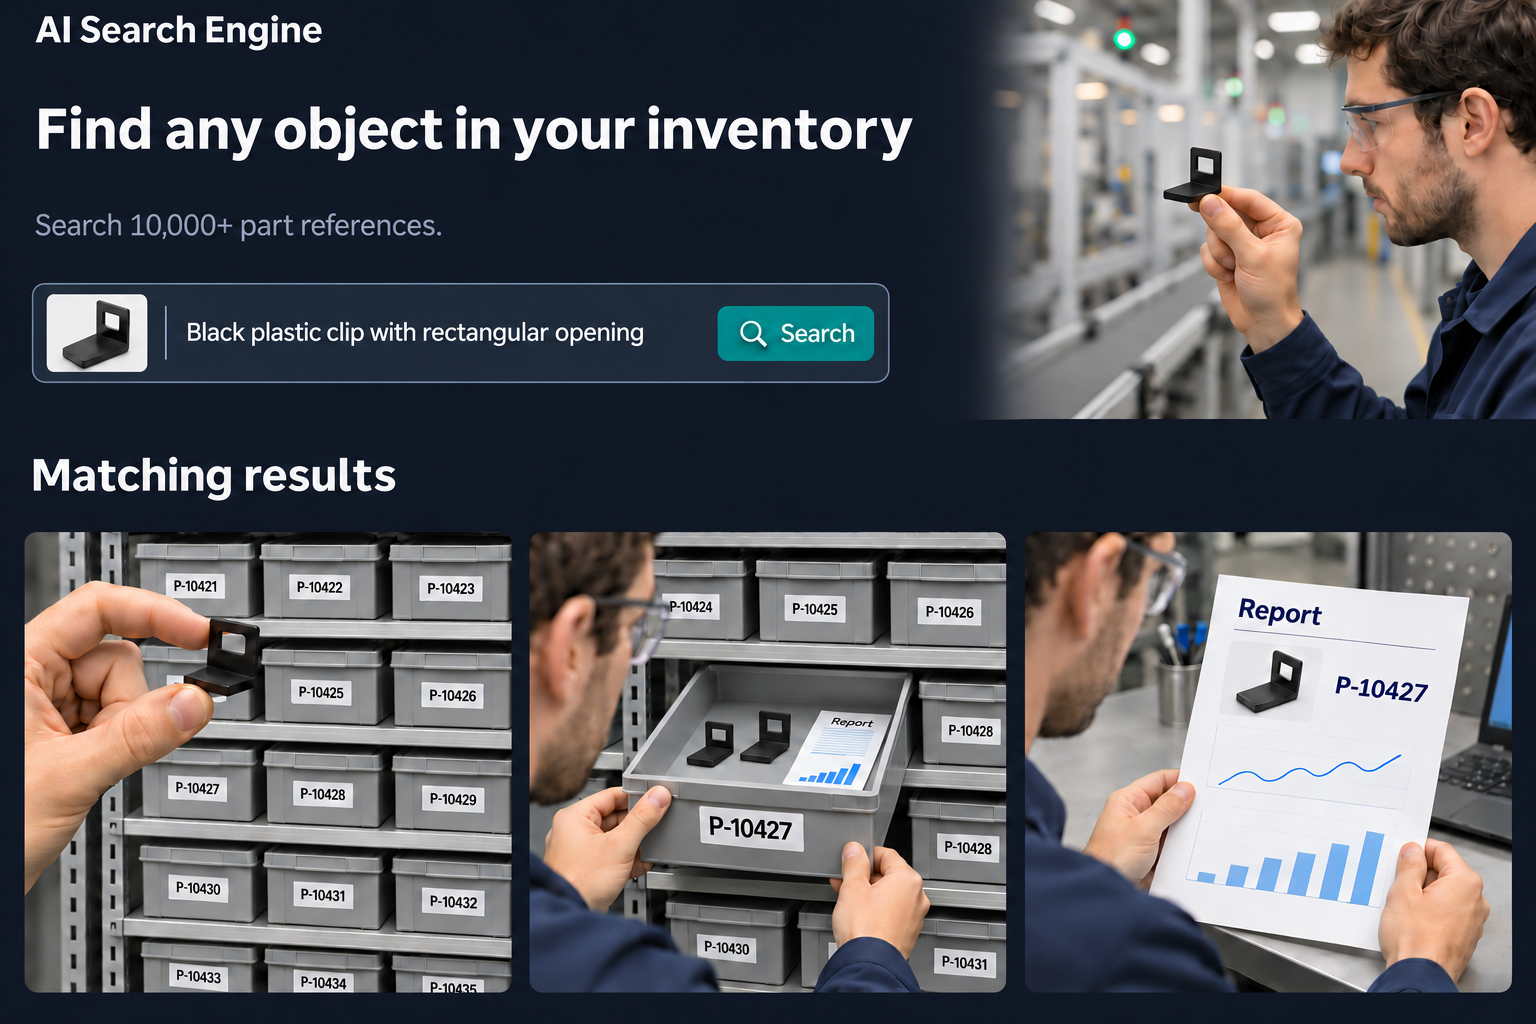 AI Search Engine
Find any object in your inventory
Search 10,000+ part references.
Black plastic clip with rectangular opening
Search
Matching results
P-10421
P-10422
P-10423
P-10425
P-10426
P-10427
P-10428
P-10429
P-10430
P-10431
P-10432
P-10433
P-10434
P-10435
P-10424
P-10425
P-10426
P-10428
Report
P-10427
P-10428
P-10430
P-10431
Report
P-10427